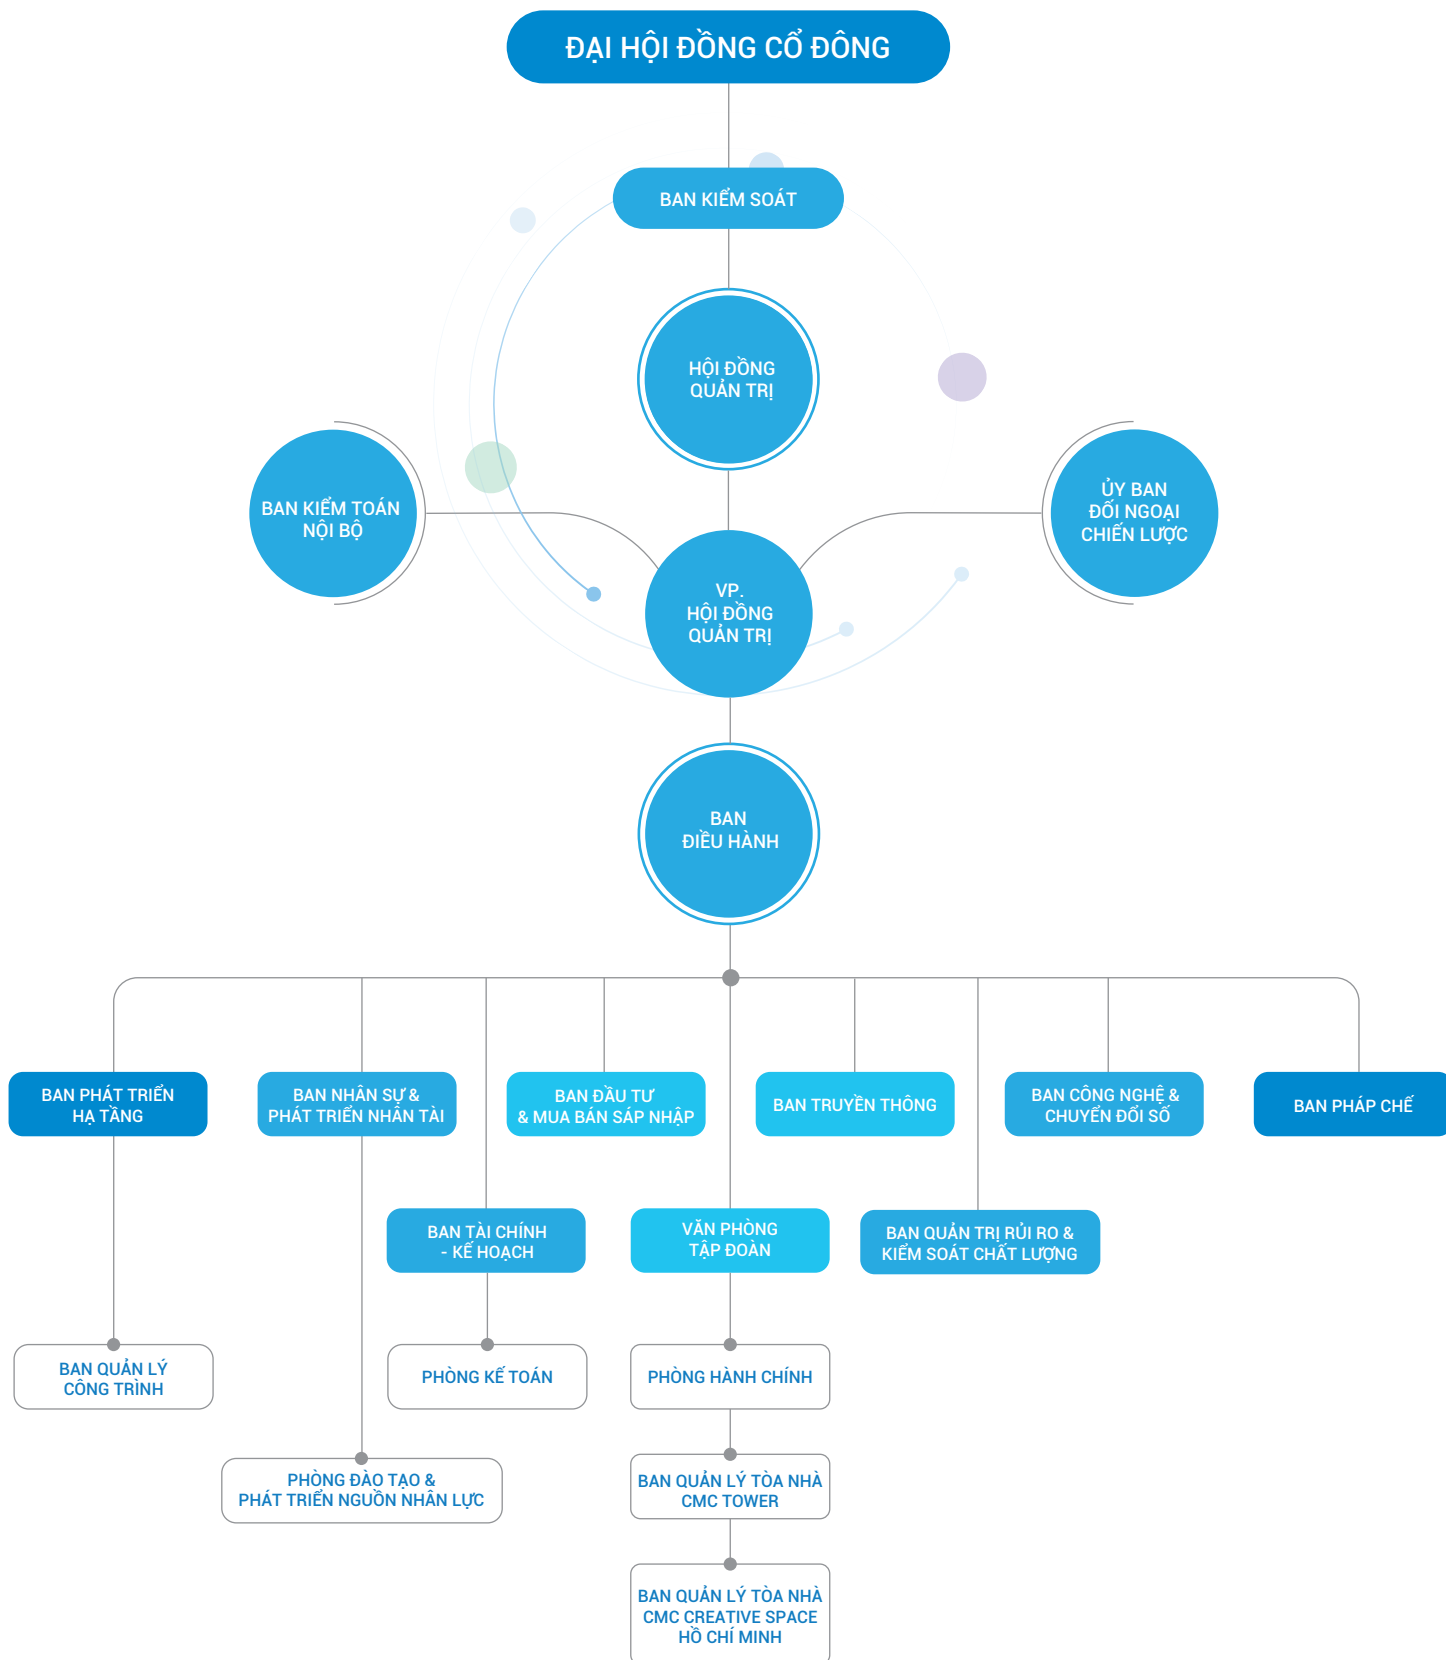 ĐẠI HỘI ĐỒNG CỔ ĐÔNG
BAN KIỂM SOÁT
HỘI ĐỒNG
QUẢN TRỊ
BAN KIỂM TOÁN
NỘI BỘ
ỦY BAN
ĐỐI NGOẠI
CHIẾN LƯỢC
VP.
HỘI ĐỒNG
QUẢN TRỊ
BAN
ĐIỀU HÀNH
BAN PHÁT TRIỂN
HẠ TẦNG
BAN NHÂN SỰ &
PHÁT TRIỂN NHÂN TÀI
BAN ĐẦU TƯ
& MUA BÁN SÁP NHẬP
BAN TRUYỀN THÔNG
BAN CÔNG NGHỆ &
CHUYỂN ĐỔI SỐ
BAN PHÁP CHẾ
BAN TÀI CHÍNH
- KẾ HOẠCH
VĂN PHÒNG
TẬP ĐOÀN
BAN QUẢN TRỊ RỦI RO &
KIỂM SOÁT CHẤT LƯỢNG
BAN QUẢN LÝ
CÔNG TRÌNH
PHÒNG KẾ TOÁN
PHÒNG HÀNH CHÍNH
PHÒNG ĐÀO TẠO &
PHÁT TRIỂN NGUỒN NHÂN LỰC
BAN QUẢN LÝ TÒA NHÀ
CMC TOWER
BAN QUẢN LÝ TÒA NHÀ
CMC CREATIVE SPACE
HỒ CHÍ MINH